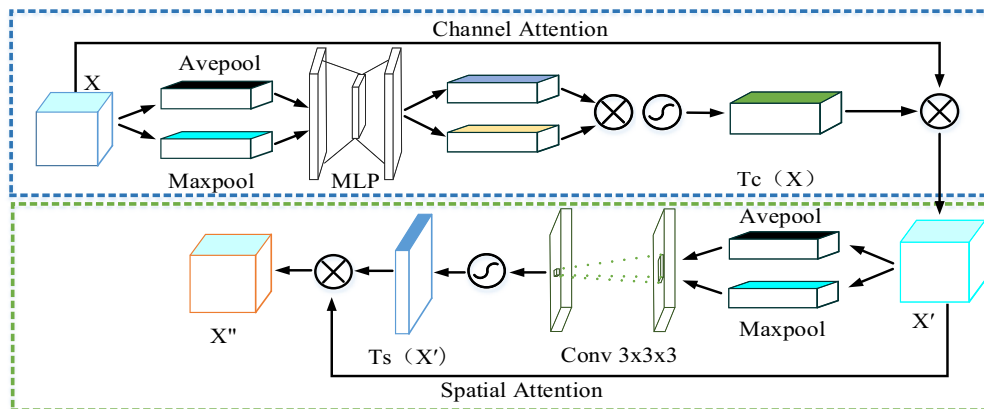 Channel Attention
Avepool
X
Maxpool
MLP
Tc（X）
Avepool
Maxpool
X′
X"
Ts（X′）
Conv 3x3x3
Spatial Attention